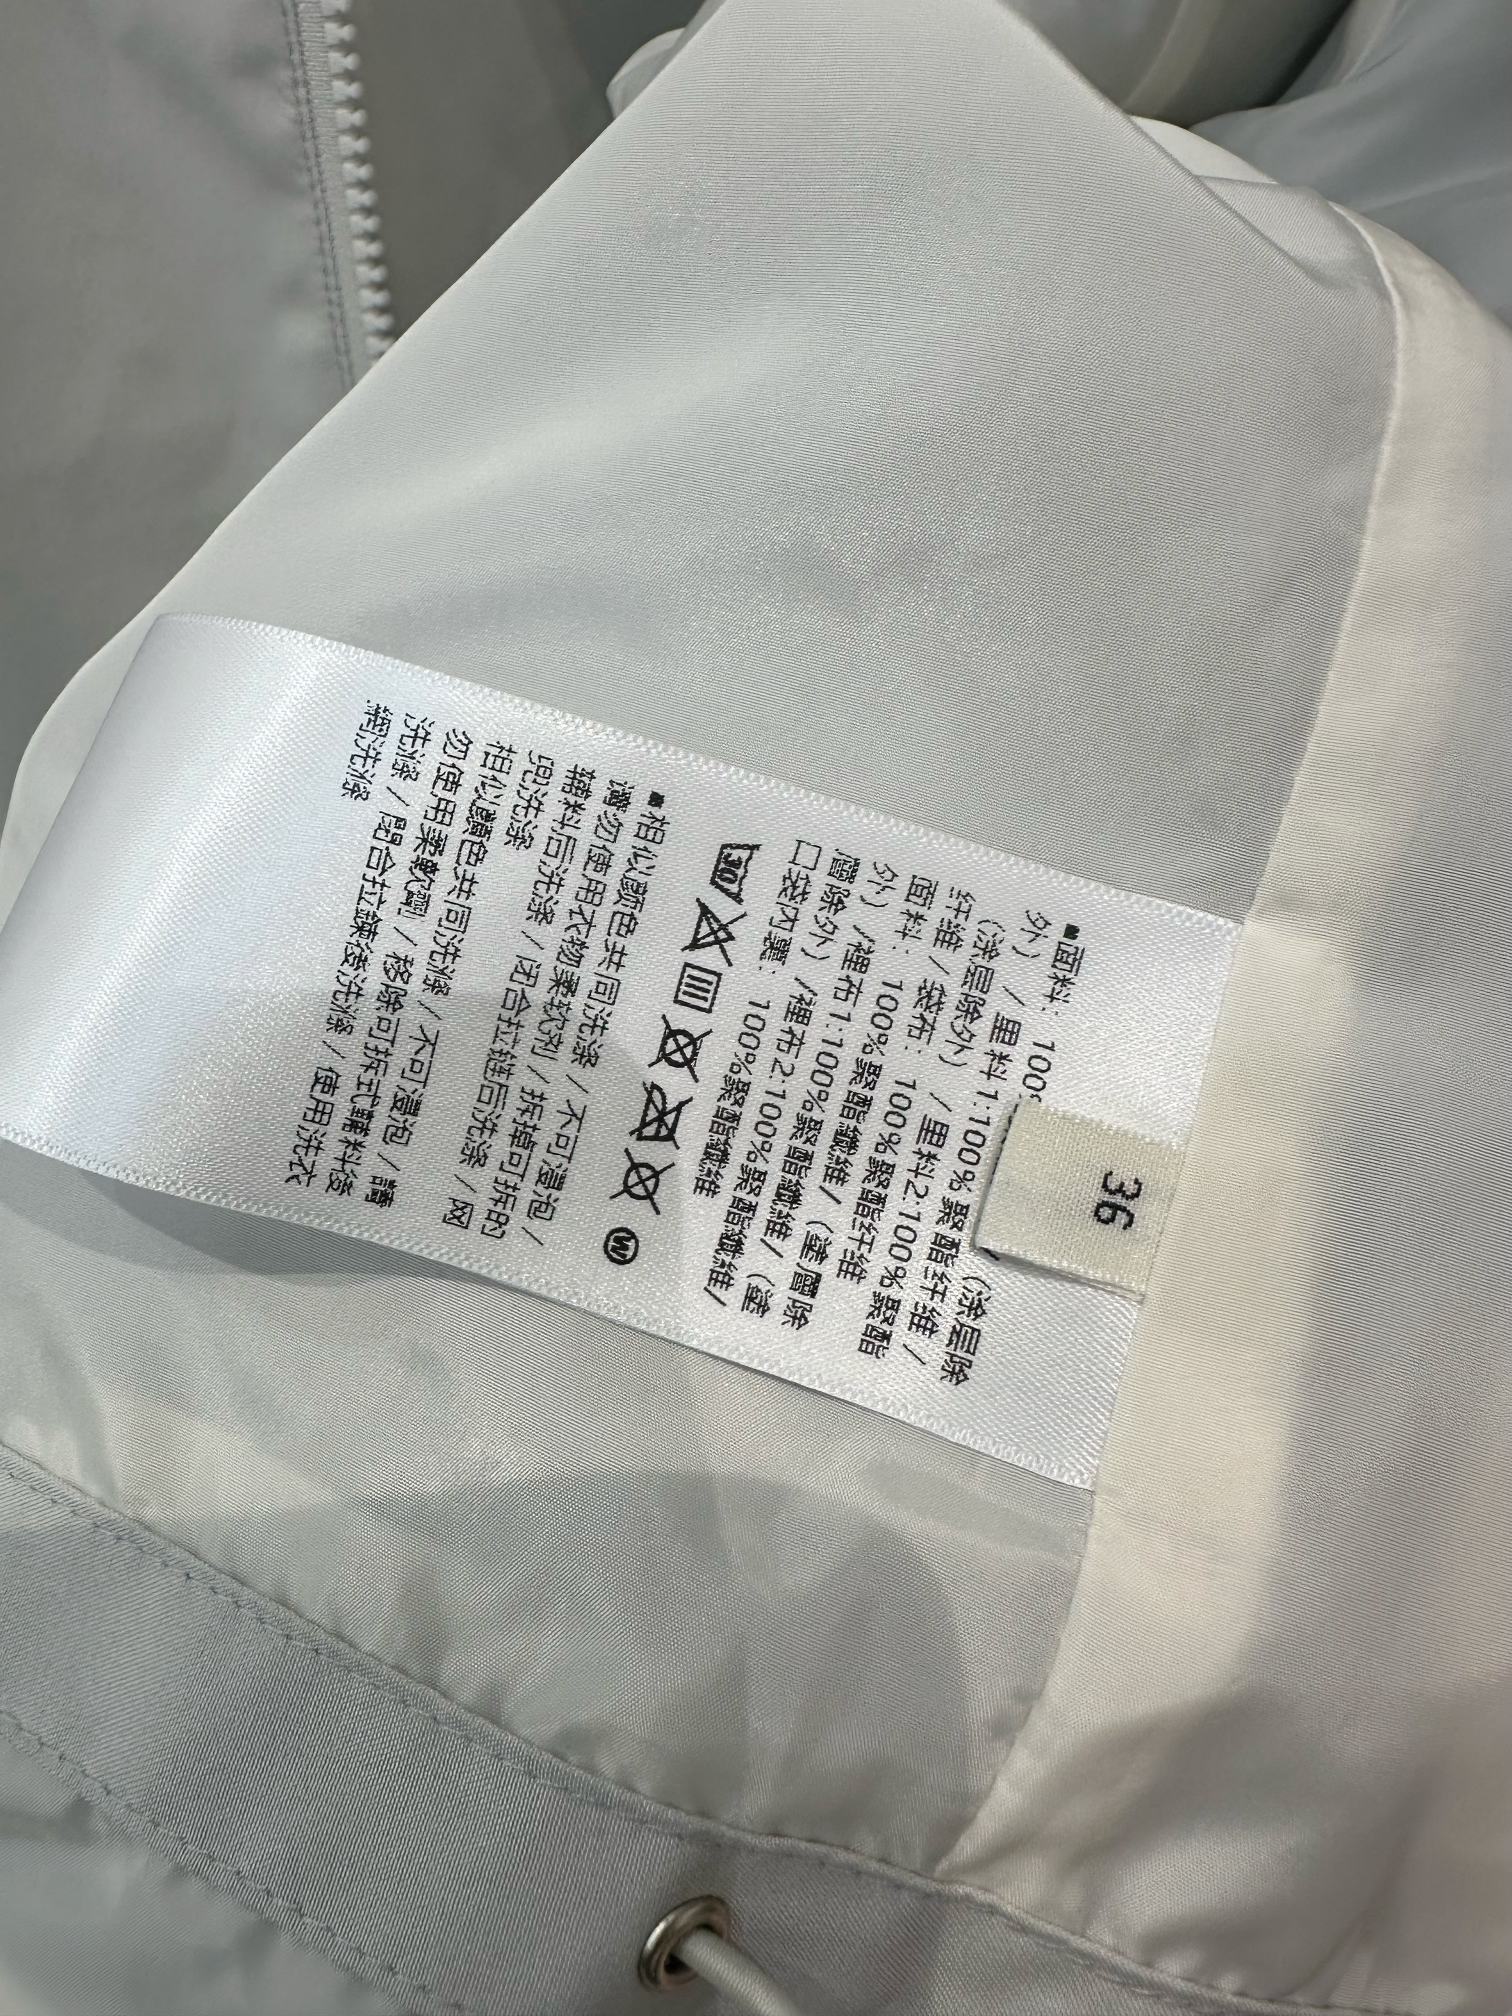 36
■面料： 100%
（涂层除
外）/ 里料1:100% 聚酯纤维 /
（涂层除外） / 里料2:100% 聚酯
纤维 / 袋布： 100% 聚酯纤维
面料： 100% 聚酯纖維/（塗層除
外）/裡布1:100% 聚酯纖維/（塗
層除外）/裡布2:100% 聚酯纖維/
口袋内裏： 100%聚酯纖維
30
W
■相似颜色共同洗涤 / 不可浸泡 /
请勿使用衣物柔软剂 / 拆掉可拆的
辅料后洗涤 / 闭合拉链后洗涤 / 网
兜洗涤
相似顏色共同洗滌 / 不可浸泡 / 請
勿使用柔軟劑 / 移除可拆式輔料後
洗滌 / 閉合拉鍊後洗滌 / 使用洗衣
網洗滌